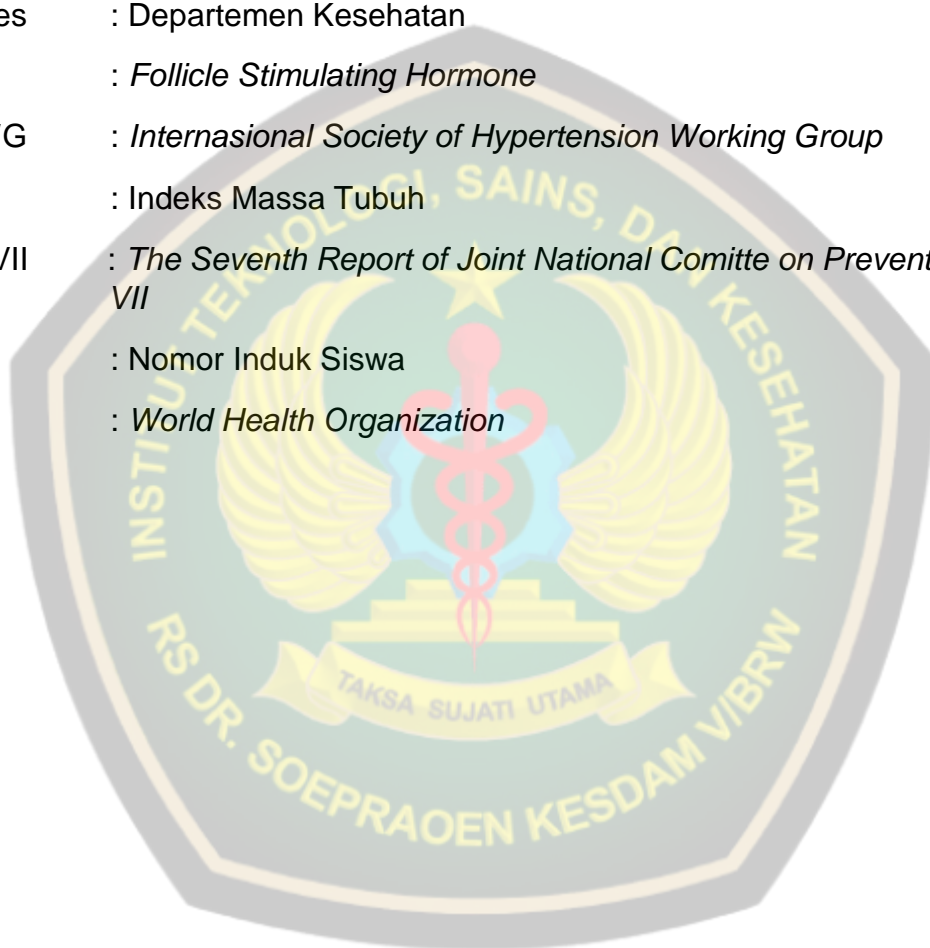 es : Departemen Kesehatan
: Follicle Stimulating Hormone
G : Internasional Society of Hypertension Working Group
: Indeks Massa Tubuh
VII : The Seventh Report of Joint National Comitte on Prevent
VII
: Nomor Induk Siswa
: World Health Organization
INSTITUT TEKNOLOGI, SAINS, DAN KESEHATAN
TAKSA SUJATI UTAMA
RS DR. SOEPRAOEN KESDAM V/BRW